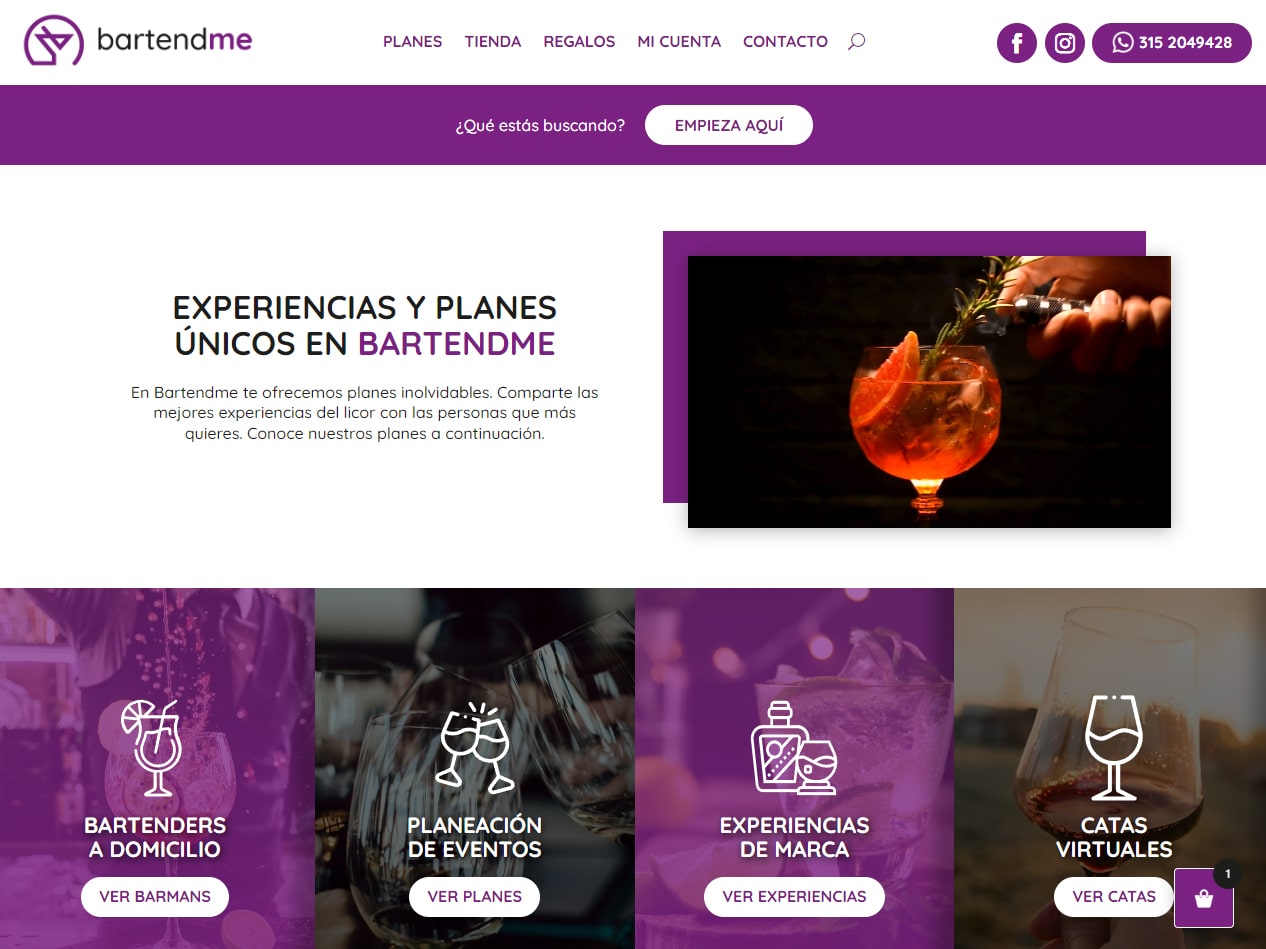 bartendme
PLANES
TIENDA
REGALOS
MI CUENTA
CONTACTO
315 2049428
¿Qué estás buscando?
EMPIEZA AQUÍ
EXPERIENCIAS Y PLANES
ÚNICOS EN BARTENDME
En Bartendme te ofrecemos planes inolvidables. Comparte las
mejores experiencias del licor con las personas que más
quieres. Conoce nuestros planes a continuación.
BARTENDERS
A DOMICILIO
VER BARMANS
PLANEACIÓN
DE EVENTOS
VER PLANES
EXPERIENCIAS
DE MARCA
VER EXPERIENCIAS
CATAS
VIRTUALES
VER CATAS
1